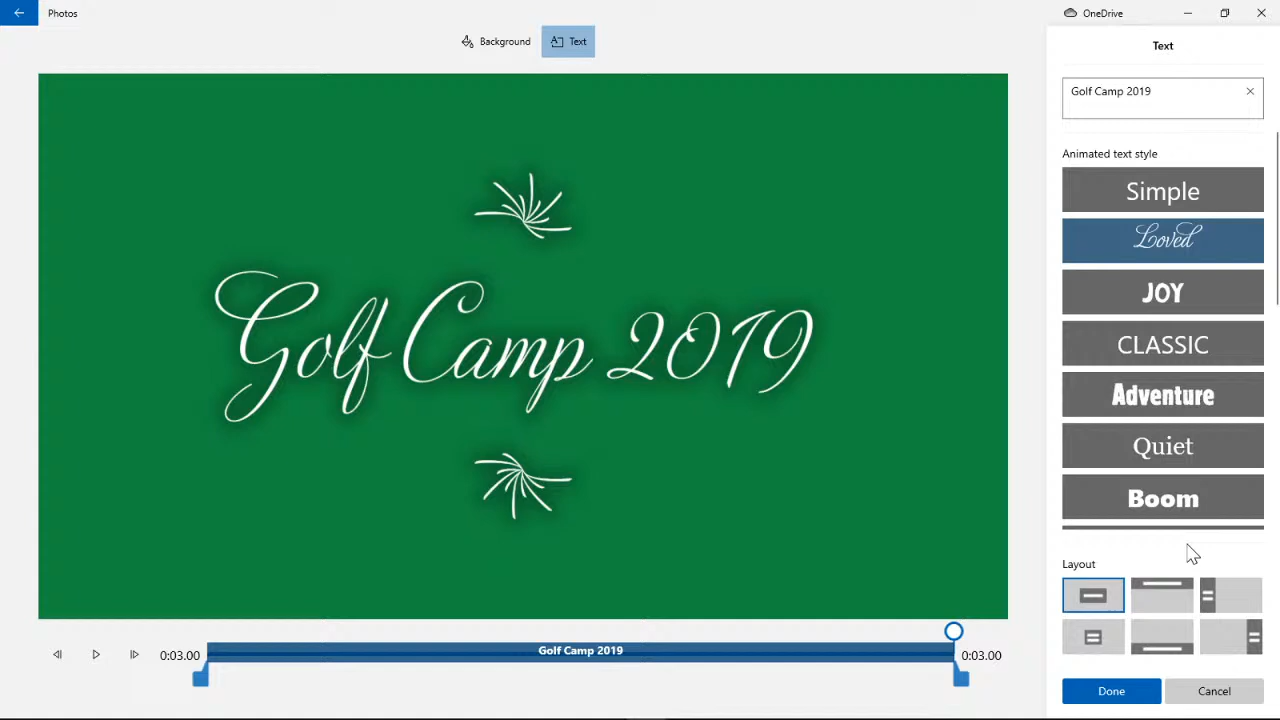 Photos
OneDrive
Background
Text
Text
Golf Camp 2019
Animated text style
Simple
Loved
JOY
CLASSIC
Adventure
Quiet
Boom
Golf Camp 2019
Layout
0:03.00
Golf Camp 2019
0:03.00
Done
Cancel